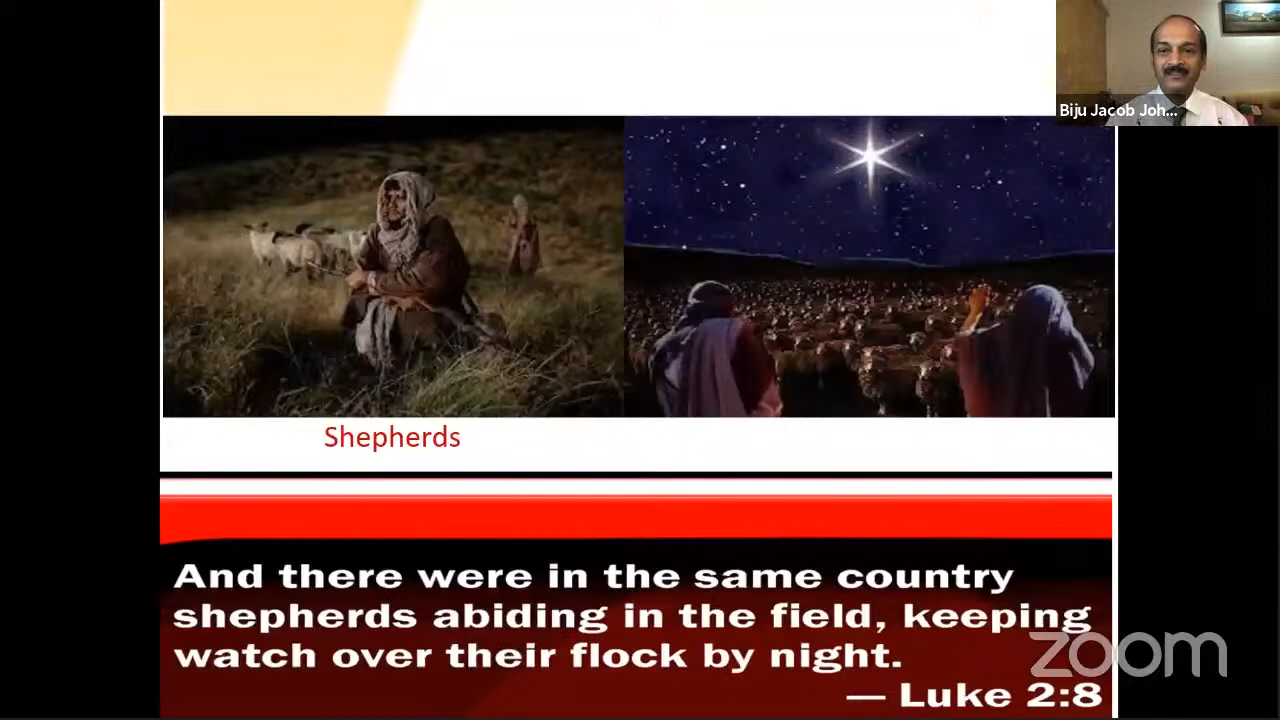 Biju Jacob Joh...
Shepherds
And there were in the same country
shepherds abiding in the field, keeping
watch over their flock by night.
— Luke 2:8
zoom